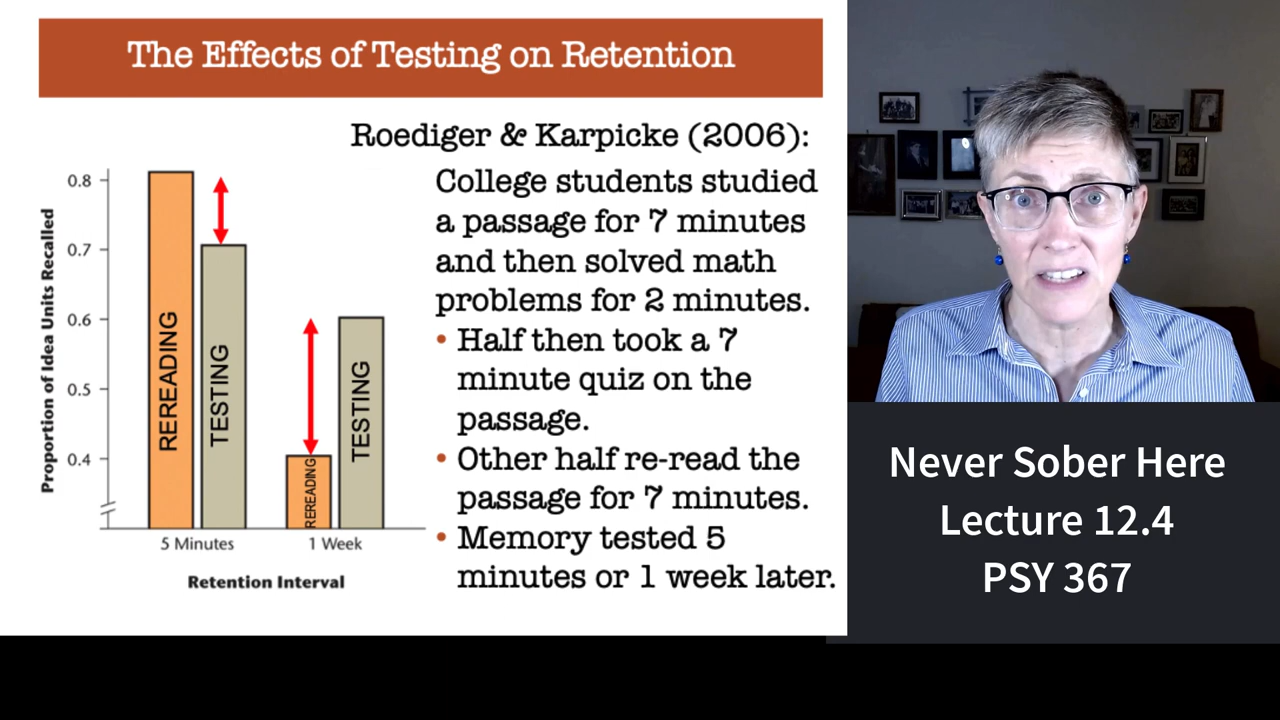 The Effects of Testing on Retention
Roediger & Karpicke (2006):
College students studied
a passage for 7 minutes
and then solved math
problems for 2 minutes.
• Half then took a 7
minute quiz on the
passage.
• Other half re-read the
passage for 7 minutes.
• Memory tested 5
minutes or 1 week later.
Proportion of Idea Units Recalled
0.8
0.7
0.6
0.5
0.4
REREADING
TESTING
REREADING
TESTING
5 Minutes
1 Week
Retention Interval
Never Sober Here
Lecture 12.4
PSY 367